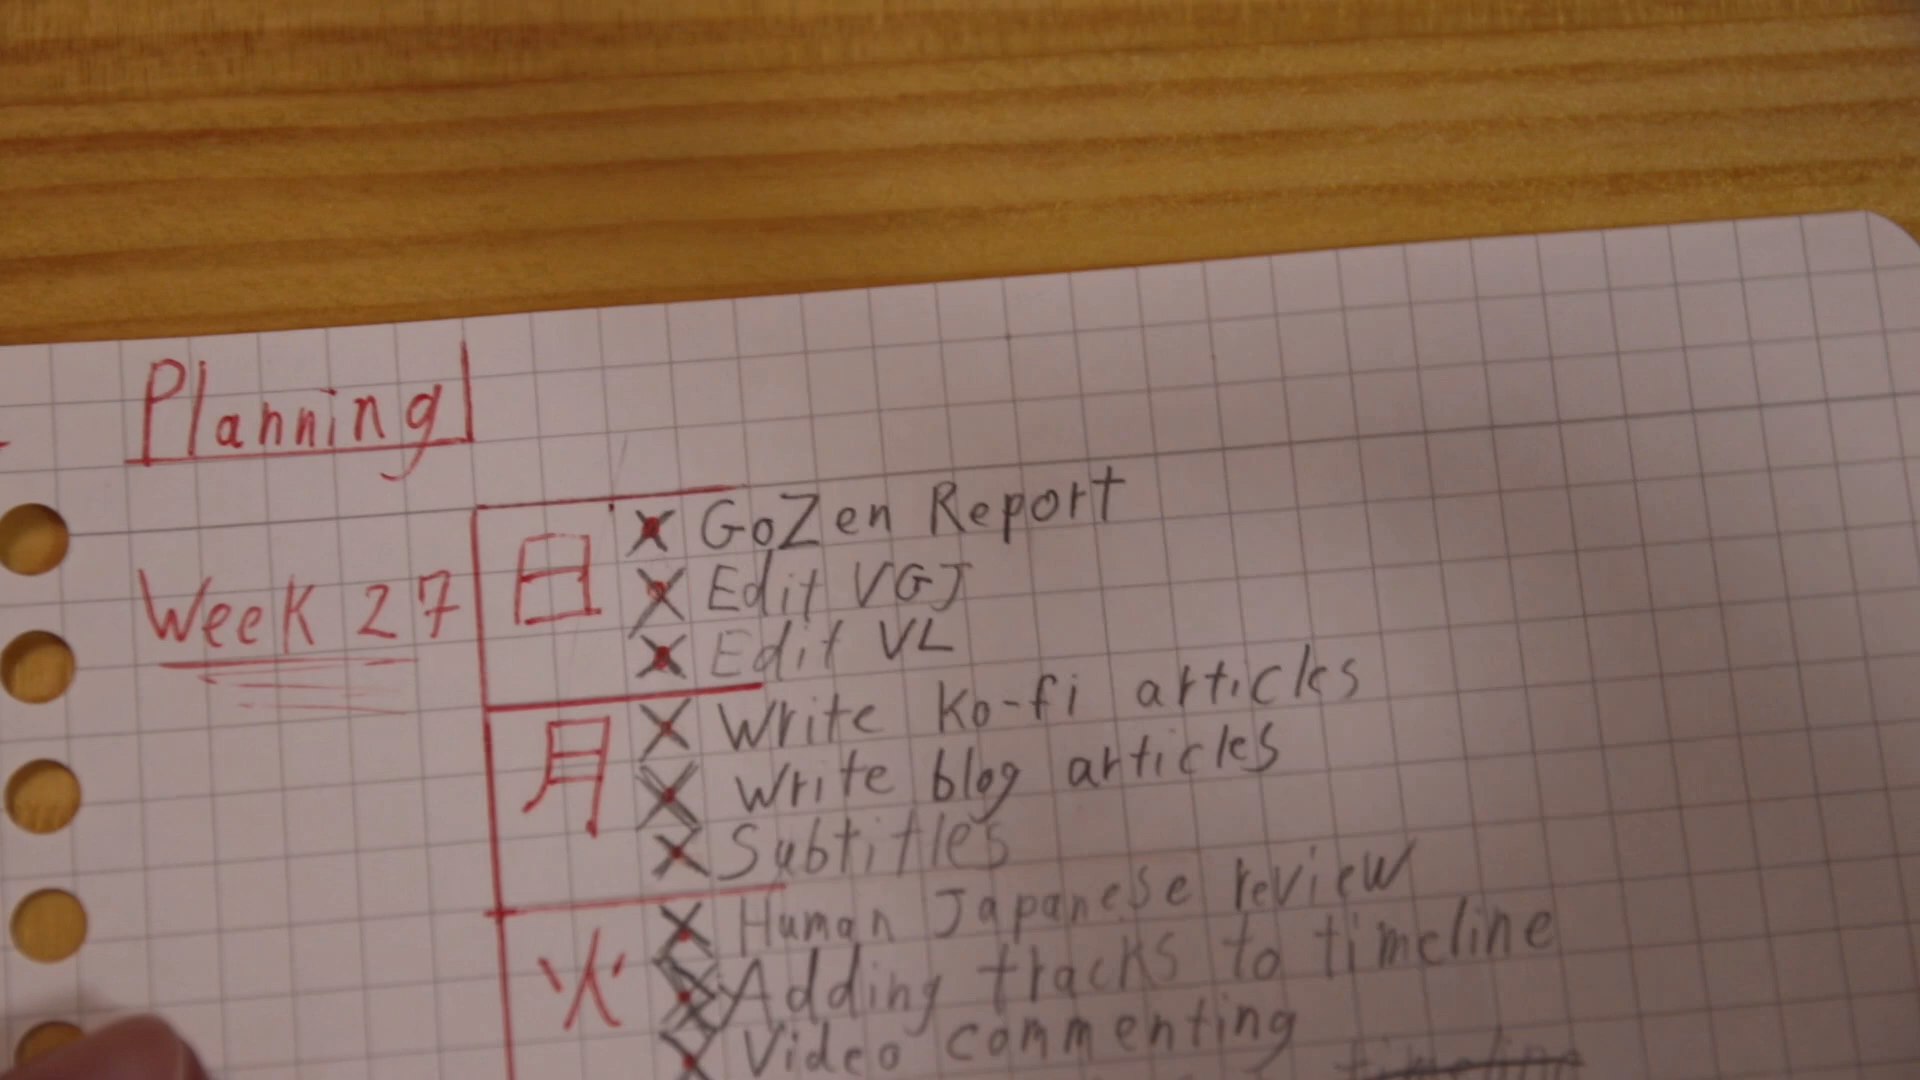 Planning
Week 27
日
GoZen Report
Edit VGJ
Edit VL
月
Write Ko-fi articles
Write blog articles
Subtitles
火
Human Japanese review
Adding tracks to timeline
Video commenting
timeline